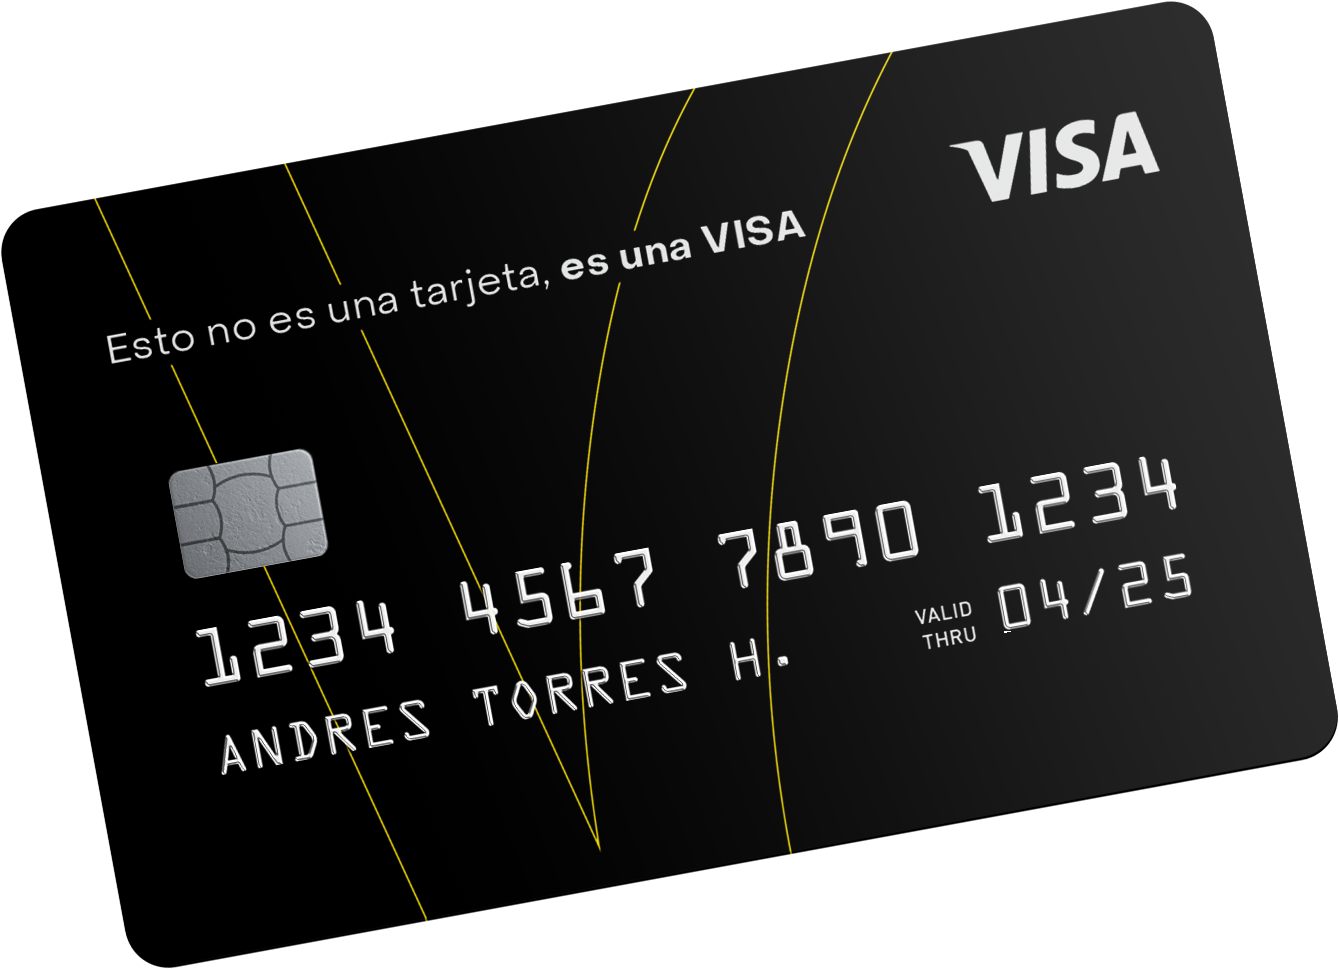 VISA
Esto no es una tarjeta, es una VISA
1234 4567 7890 1234
VALID
THRU
04/25
ANDRES TORRES H.